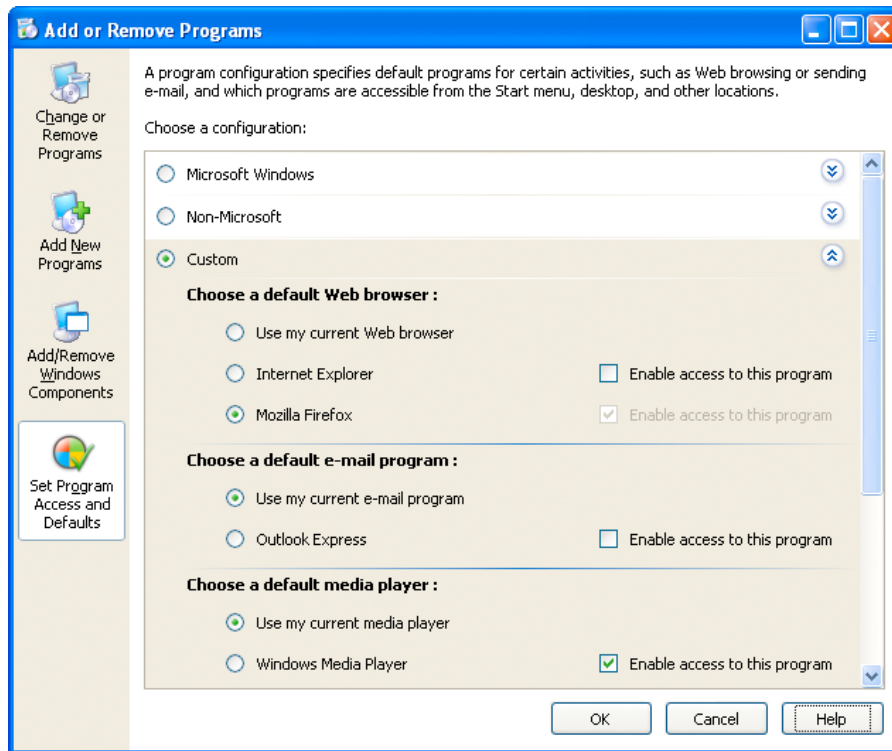 Add or Remove Programs
Change or
Remove
Programs
Add New
Programs
Add/Remove
Windows
Components
Set Program
Access and
Defaults
A program configuration specifies default programs for certain activities, such as Web browsing or sending
e-mail, and which programs are accessible from the Start menu, desktop, and other locations.
Choose a configuration:
Microsoft Windows
Non-Microsoft
Custom
Choose a default Web browser :
Use my current Web browser
Internet Explorer Enable access to this program
Mozilla Firefox Enable access to this program
Choose a default e-mail program :
Use my current e-mail program
Outlook Express Enable access to this program
Choose a default media player :
Use my current media player
Windows Media Player Enable access to this program
OK Cancel Help